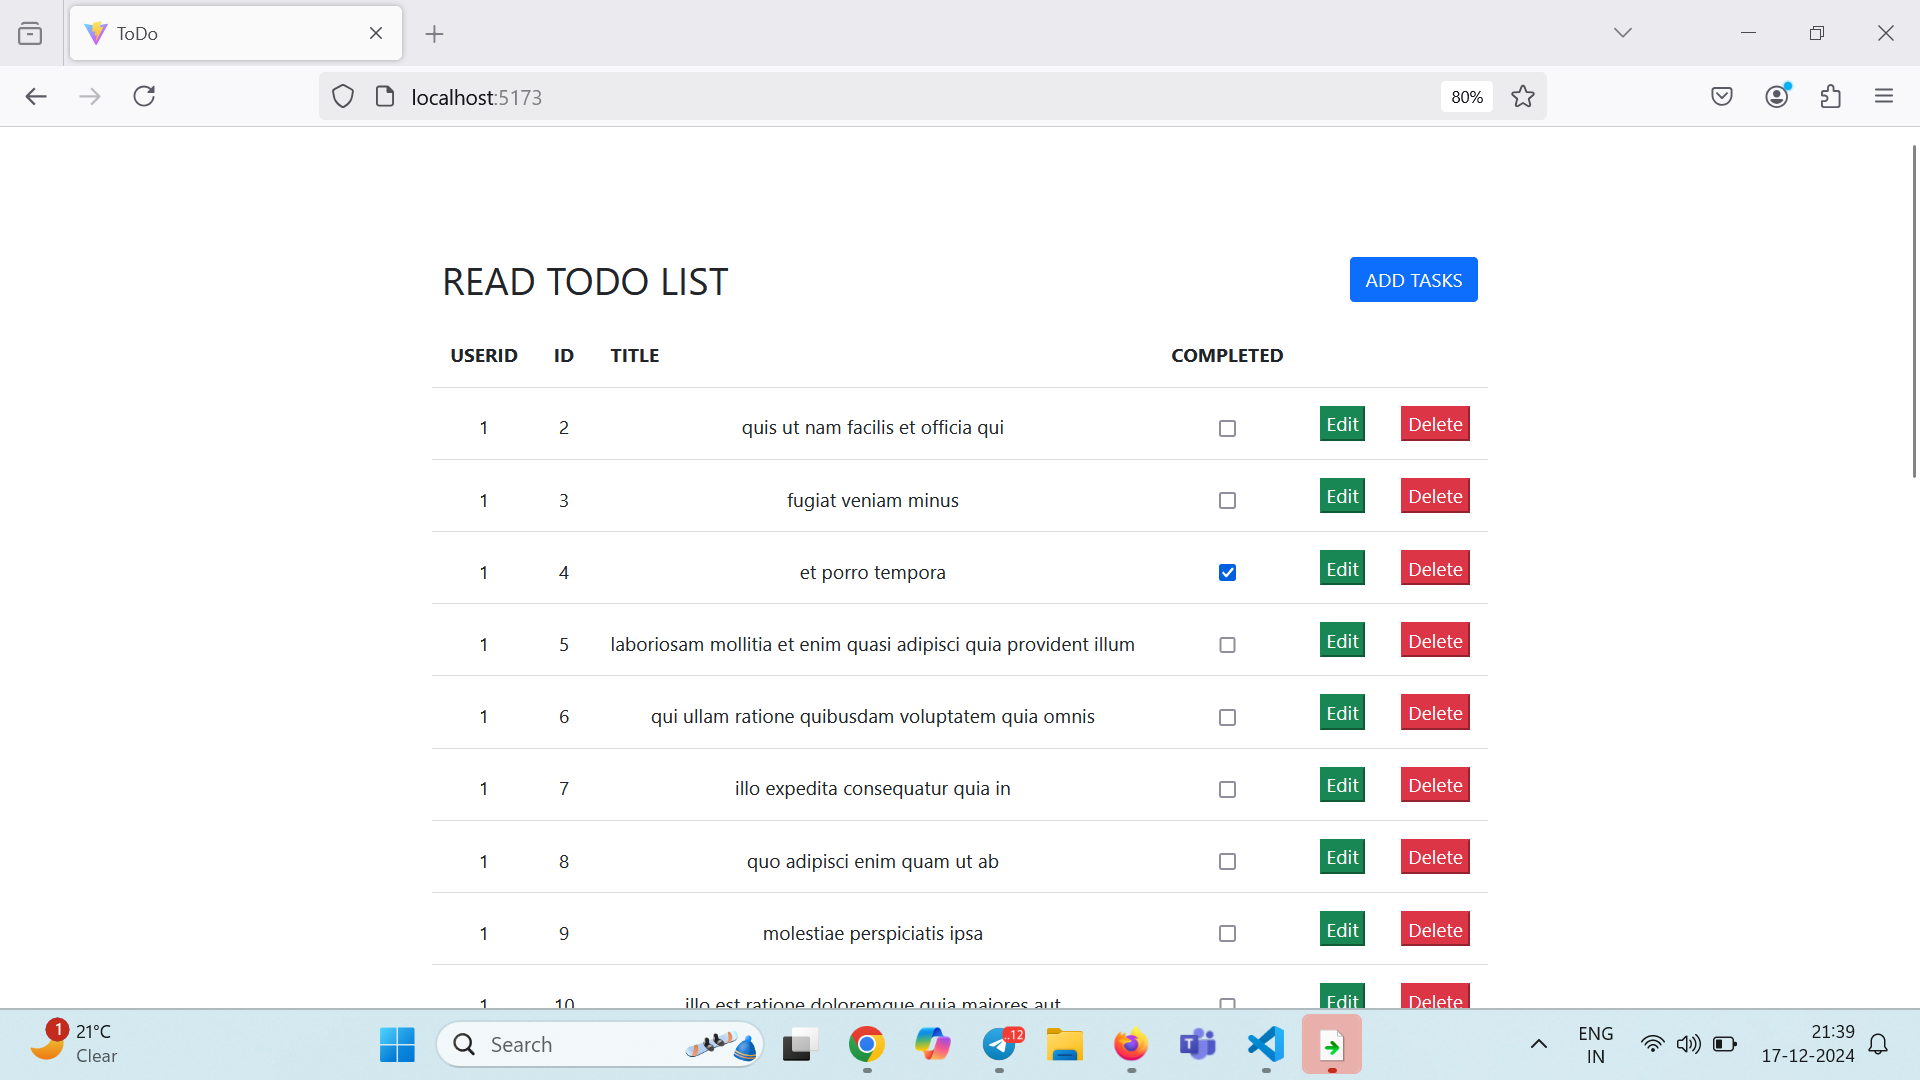 ToDo
localhost:5173
80%
READ TODO LIST
ADD TASKS
USERID ID TITLE COMPLETED
1 2 quis ut nam facilis et officia qui Edit Delete
1 3 fugiat veniam minus Edit Delete
1 4 et porro tempora Edit Delete
1 5 laboriosam mollitia et enim quasi adipisci quia provident illum Edit Delete
1 6 qui ullam ratione quibusdam voluptatem quia omnis Edit Delete
1 7 illo expedita consequatur quia in Edit Delete
1 8 quo adipisci enim quam ut ab Edit Delete
1 9 molestiae perspiciatis ipsa Edit Delete
1 10 illo est ratione doloremque quia maiores aut Edit Delete
1
21°C
Clear
Search
..12
ENG
IN
21:39
17-12-2024